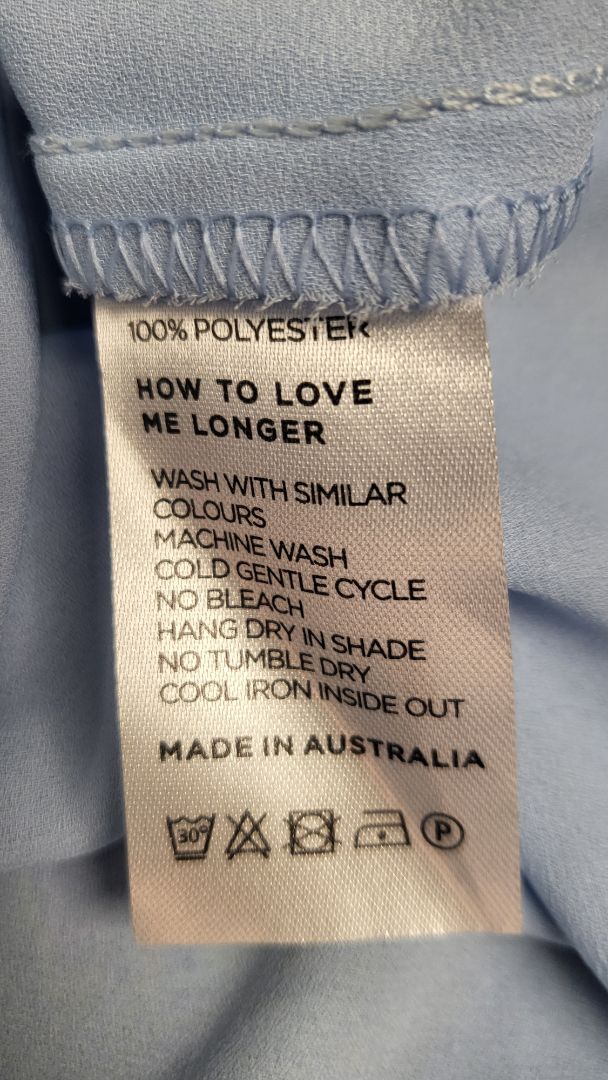 100% POLYESTER
HOW TO LOVE
ME LONGER
WASH WITH SIMILAR
COLOURS
MACHINE WASH
COLD GENTLE CYCLE
NO BLEACH
HANG DRY IN SHADE
NO TUMBLE DRY
COOL IRON INSIDE OUT
MADE IN AUSTRALIA
30° P